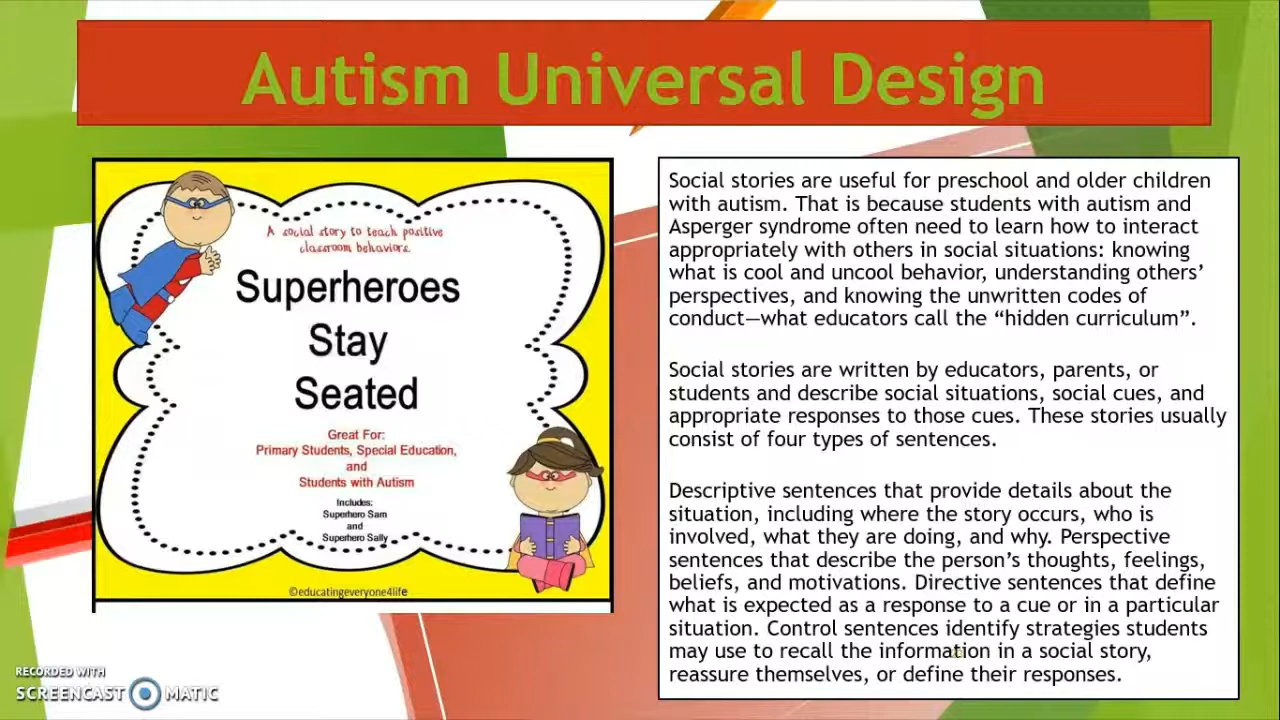 Autism Universal Design
A social story to teach positive
classroom behaviors.
Superheroes
Stay
Seated
Great For:
Primary Students, Special Education,
and
Students with Autism
Includes:
Superhero Sam
and
Superhero Sally
©educatingeveryone4life
Social stories are useful for preschool and older children
with autism. That is because students with autism and
Asperger syndrome often need to learn how to interact
appropriately with others in social situations: knowing
what is cool and uncool behavior, understanding others’
perspectives, and knowing the unwritten codes of
conduct—what educators call the “hidden curriculum”.
Social stories are written by educators, parents, or
students and describe social situations, social cues, and
appropriate responses to those cues. These stories usually
consist of four types of sentences.
Descriptive sentences that provide details about the
situation, including where the story occurs, who is
involved, what they are doing, and why. Perspective
sentences that describe the person’s thoughts, feelings,
beliefs, and motivations. Directive sentences that define
what is expected as a response to a cue or in a particular
situation. Control sentences identify strategies students
may use to recall the information in a social story,
reassure themselves, or define their responses.
RECORDED WITH
SCREENCAST MATIC